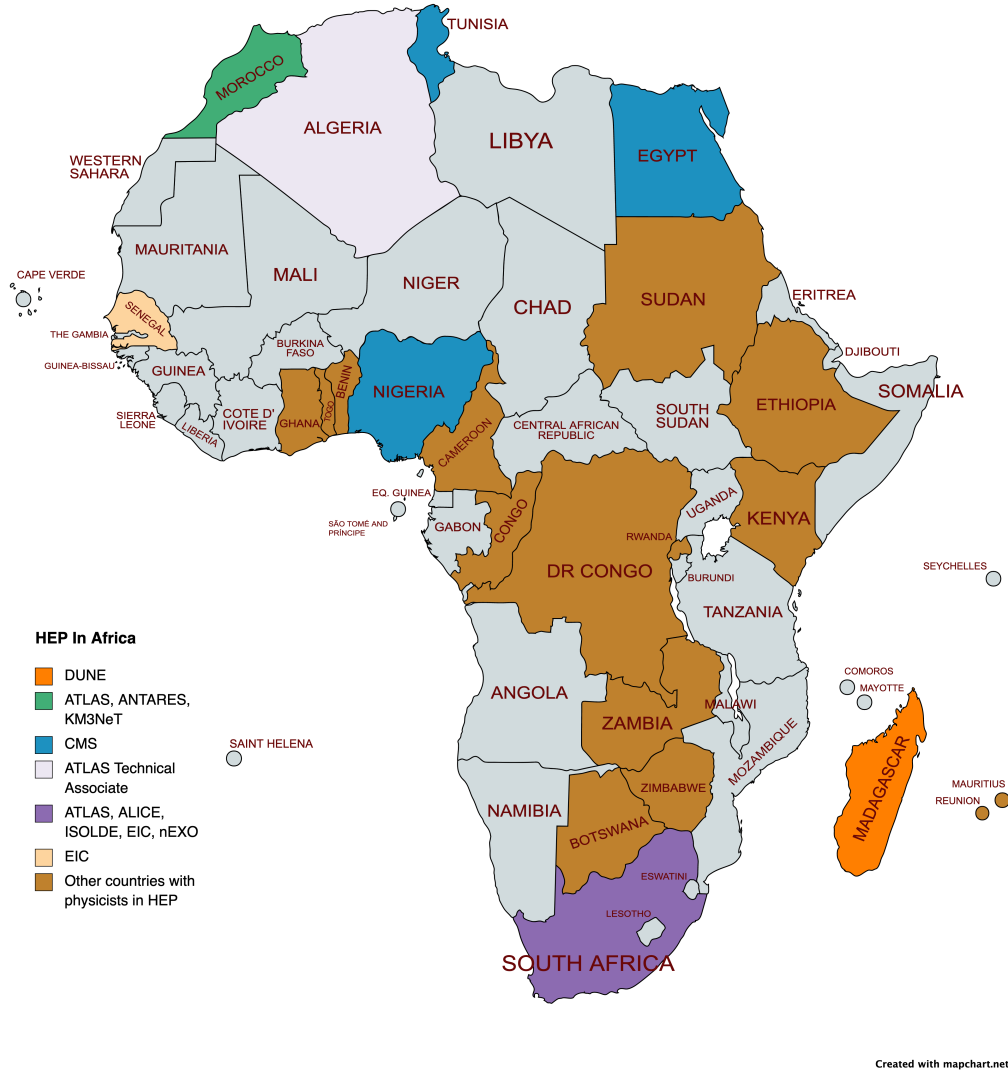 TUNISIA
MOROCCO
ALGERIA
LIBYA
EGYPT
WESTERN
SAHARA
MAURITANIA
MALI
NIGER
CHAD
SUDAN
ERITREA
CAPE VERDE
SENEGAL
THE GAMBIA
GUINEA-BISSAU
GUINEA
BURKINA
FASO
BENIN
TOGO
GHANA
COTE D'
IVOIRE
SIERRA
LEONE
LIBERIA
NIGERIA
CAMEROON
CENTRAL AFRICAN
REPUBLIC
SOUTH
SUDAN
ETHIOPIA
DJIBOUTI
SOMALIA
EQ. GUINEA
SÃO TOMÉ AND
PRÍNCIPE
GABON
CONGO
DR CONGO
UGANDA
KENYA
RWANDA
BURUNDI
TANZANIA
SEYCHELLES
COMOROS
MAYOTTE
ANGOLA
ZAMBIA
MALAWI
MOZAMBIQUE
SAINT HELENA
NAMIBIA
BOTSWANA
ZIMBABWE
MADAGASCAR
MAURITIUS
REUNION
ESWATINI
LESOTHO
SOUTH AFRICA
HEP In Africa
DUNE
ATLAS, ANTARES,
KM3NeT
CMS
ATLAS Technical
Associate
ATLAS, ALICE,
ISOLDE, EIC, nEXO
EIC
Other countries with
physicists in HEP
Created with mapchart.net